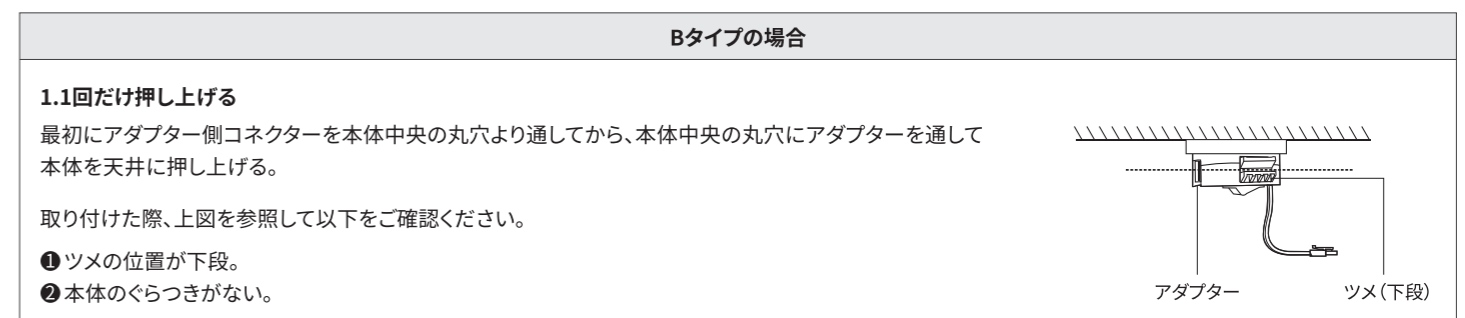 Bタイプの場合
1.1回だけ押し上げる
最初にアダプター側コネクターを本体中央の丸穴より通してから、本体中央の丸穴にアダプターを通して
本体を天井に押し上げる。
取り付けた際、上図を参照して以下をご確認ください。
❶ツメの位置が下段。
❷本体のぐらつきがない。
アダプター
ツメ(下段)